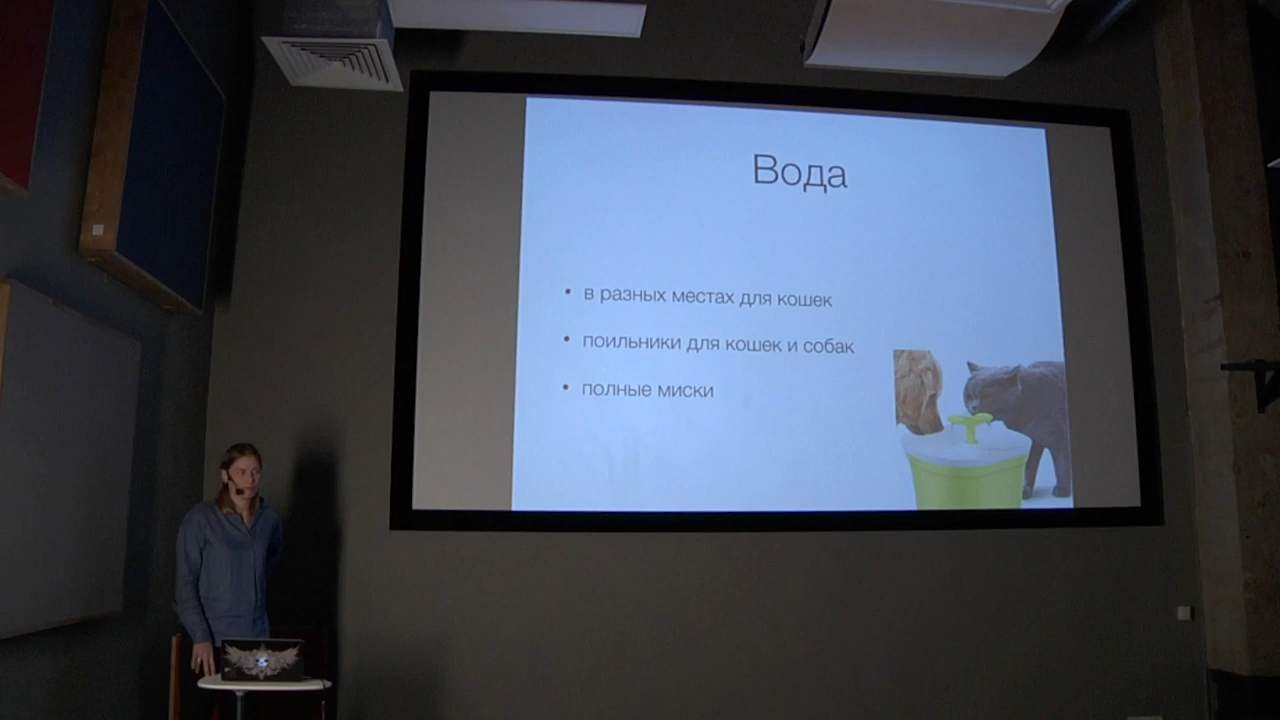 Вода
• в разных местах для кошек
• поильники для кошек и собак
• полные миски